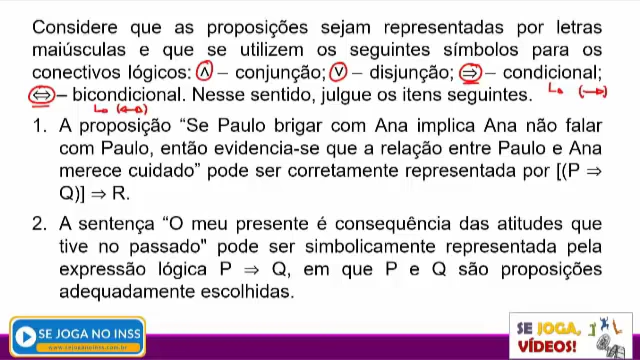 Considere que as proposições sejam representadas por letras
maiúsculas e que se utilizem os seguintes símbolos para os
conectivos lógicos: ∧ – conjunção; ∨ – disjunção; ⇒ – condicional;
⇔ – bicondicional. Nesse sentido, julgue os itens seguintes.
↳ (→)
↳ (↔)
1. A proposição “Se Paulo brigar com Ana implica Ana não falar
com Paulo, então evidencia-se que a relação entre Paulo e Ana
merece cuidado” pode ser corretamente representada por [(P ⇒
Q)] ⇒ R.
2. A sentença “O meu presente é consequência das atitudes que
tive no passado" pode ser simbolicamente representada pela
expressão lógica P ⇒ Q, em que P e Q são proposições
adequadamente escolhidas.
SE JOGA NO INSS
www.sejoganoinss.com.br
SE JOGA,
VÍDEOS!